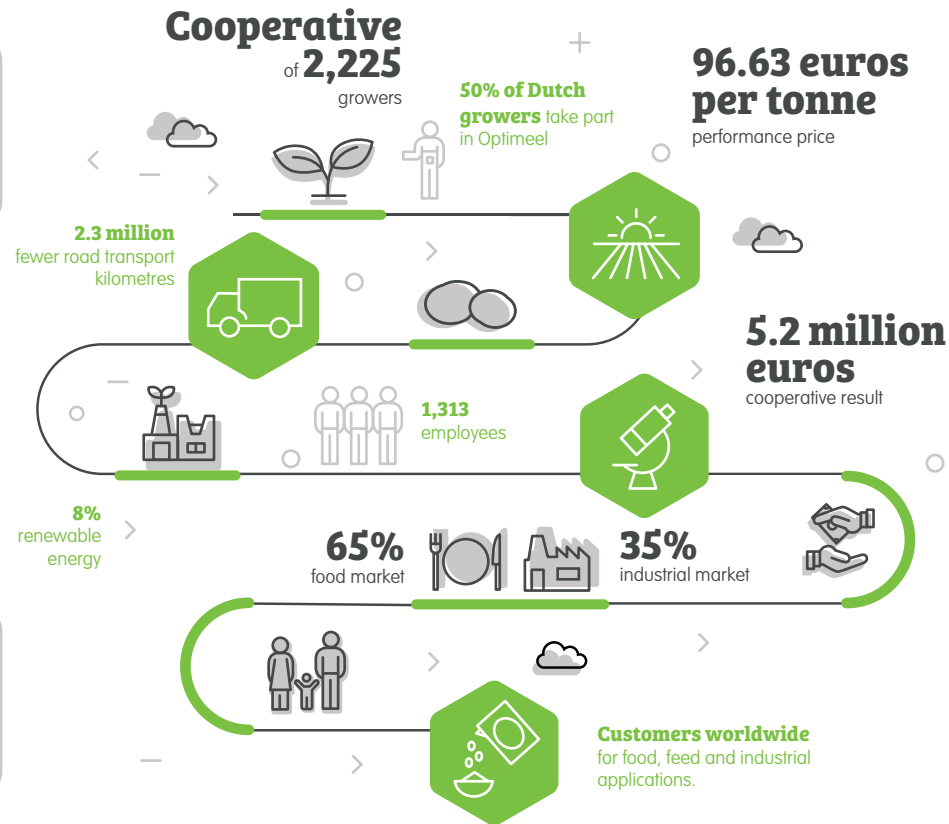 Cooperative
of 2,225
growers
50% of Dutch
growers take part
in Optimeel
96.63 euros
per tonne
performance price
2.3 million
fewer road transport
kilometres
5.2 million
euros
cooperative result
1,313
employees
8%
renewable
energy
65%
food market
35%
industrial market
Customers worldwide
for food, feed and industrial
applications.